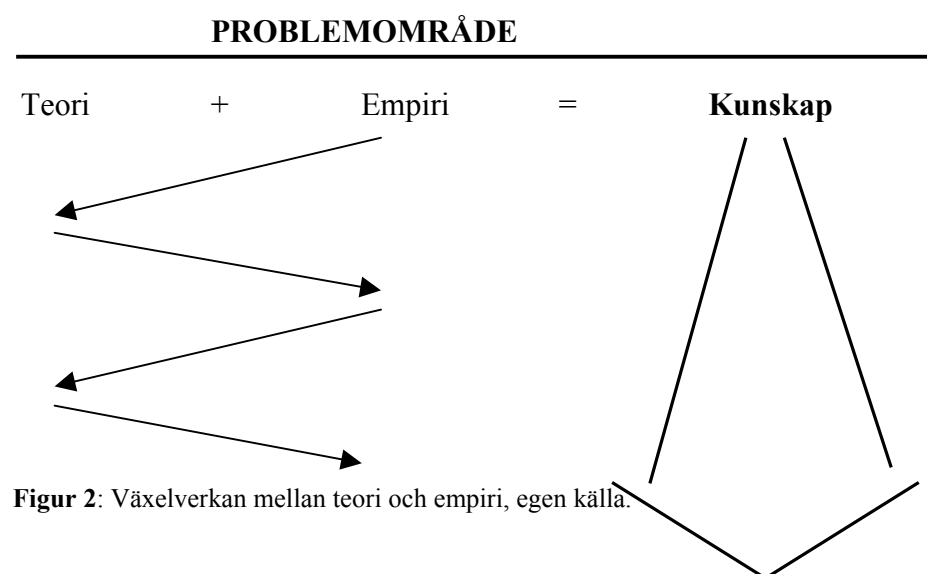 PROBLEMOMRÅDE
Teori + Empiri = Kunskap
Figur 2: Växelverkan mellan teori och empiri, egen källa.